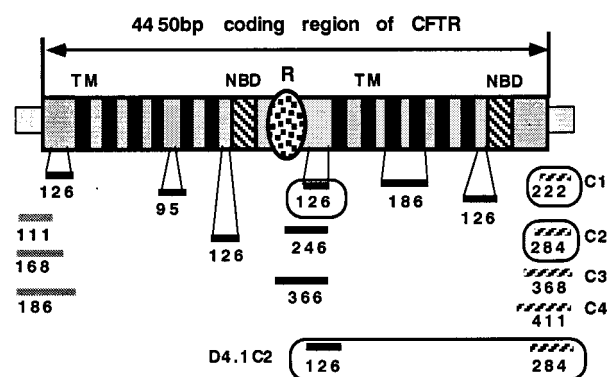 4450bp coding region of CFTR
TM NBD R TM NBD
126 95 126 126 186 126 222 C1
111 246 284 C2
168 366 368 C3
186 411 C4
D4.1C2 126 284